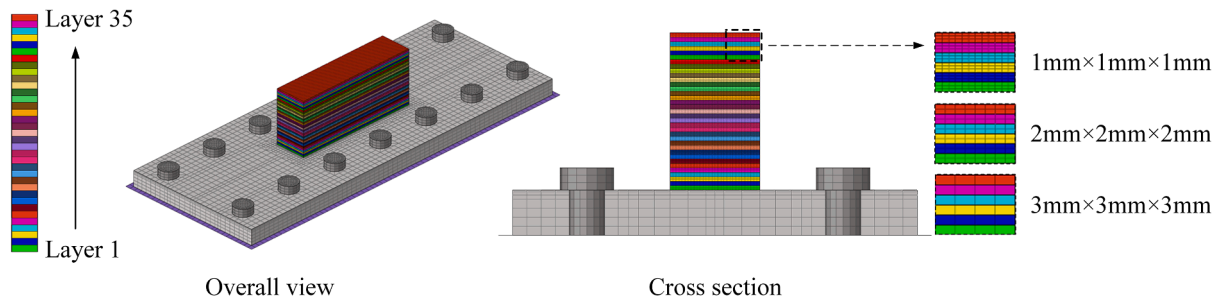 Layer 35
Layer 1
Overall view
Cross section
1mm×1mm×1mm
2mm×2mm×2mm
3mm×3mm×3mm